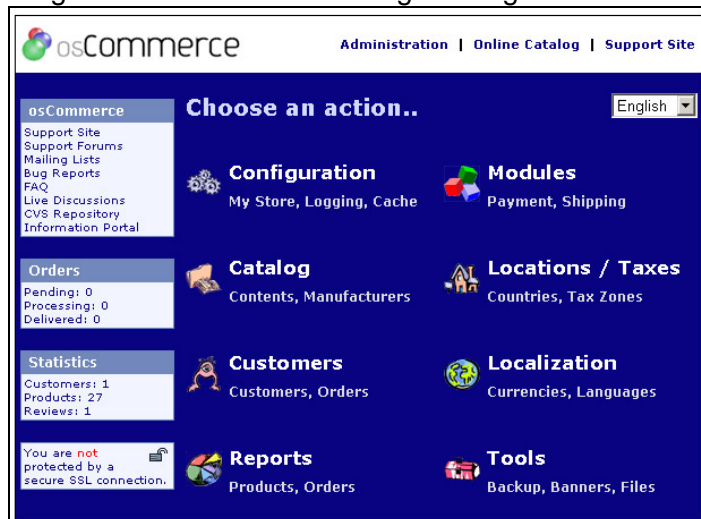 osCommerce
Administration | Online Catalog | Support Site
osCommerce
Support Site
Support Forums
Mailing Lists
Bug Reports
FAQ
Live Discussions
CVS Repository
Information Portal
Orders
Pending: 0
Processing: 0
Delivered: 0
Statistics
Customers: 1
Products: 27
Reviews: 1
You are not
protected by a
secure SSL connection.
Choose an action..
English
Configuration
My Store, Logging, Cache
Modules
Payment, Shipping
Catalog
Contents, Manufacturers
Locations / Taxes
Countries, Tax Zones
Customers
Customers, Orders
Localization
Currencies, Languages
Reports
Products, Orders
Tools
Backup, Banners, Files